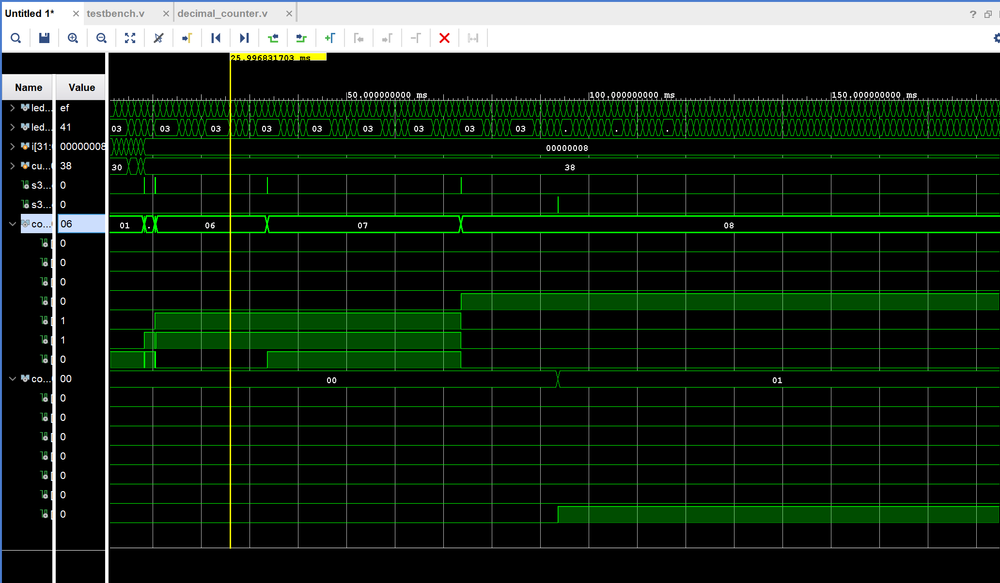 Untitled 1* × testbench.v × decimal_counter.v × ?
25.996831703 ms
Name Value
50.000000000 ms 100.000000000 ms 150.000000000 ms
led... ef
led... 41 03 03 03 03 03 03 03 03 03 . . .
i[31:0 00000008 00000008
cu... 38 30 38
s3... 0
s3... 0
co... 06 01 . 06 07 08
[ 0
[ 0
[ 0
[ 0
[ 1
[ 1
[ 0
co... 00 00 01
[ 0
[ 0
[ 0
[ 0
[ 0
[ 0
[ 0